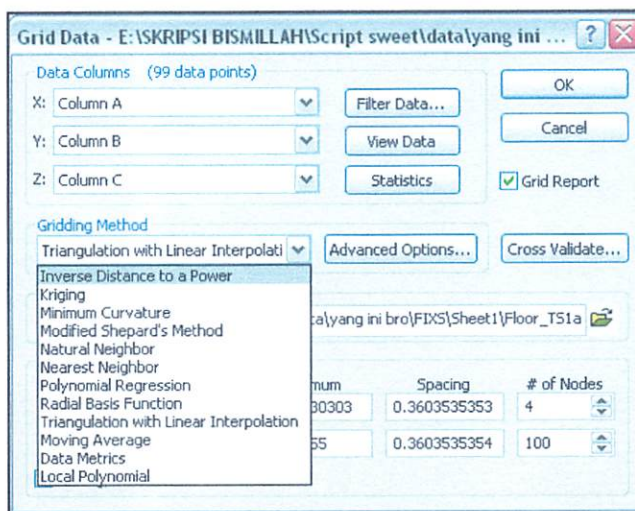 Grid Data - E:\SKRIPSI BISMILLAH\Script sweet\data\yang ini ...
Data Columns (99 data points)
X: Column A
Filter Data...
OK
Y: Column B
View Data
Cancel
Z: Column C
Statistics
Grid Report
Gridding Method
Triangulation with Linear Interpolati
Advanced Options...
Cross Validate...
Inverse Distance to a Power
Kriging
Minimum Curvature
Modified Shepard's Method
Natural Neighbor
Nearest Neighbor
Polynomial Regression
Radial Basis Function
Triangulation with Linear Interpolation
Moving Average
Data Metrics
Local Polynomial
ta\yang ini bro\FIXS\Sheet1\Floor_TS1a
mum Spacing # of Nodes
30303 0.3603535353 4
55 0.3603535354 100